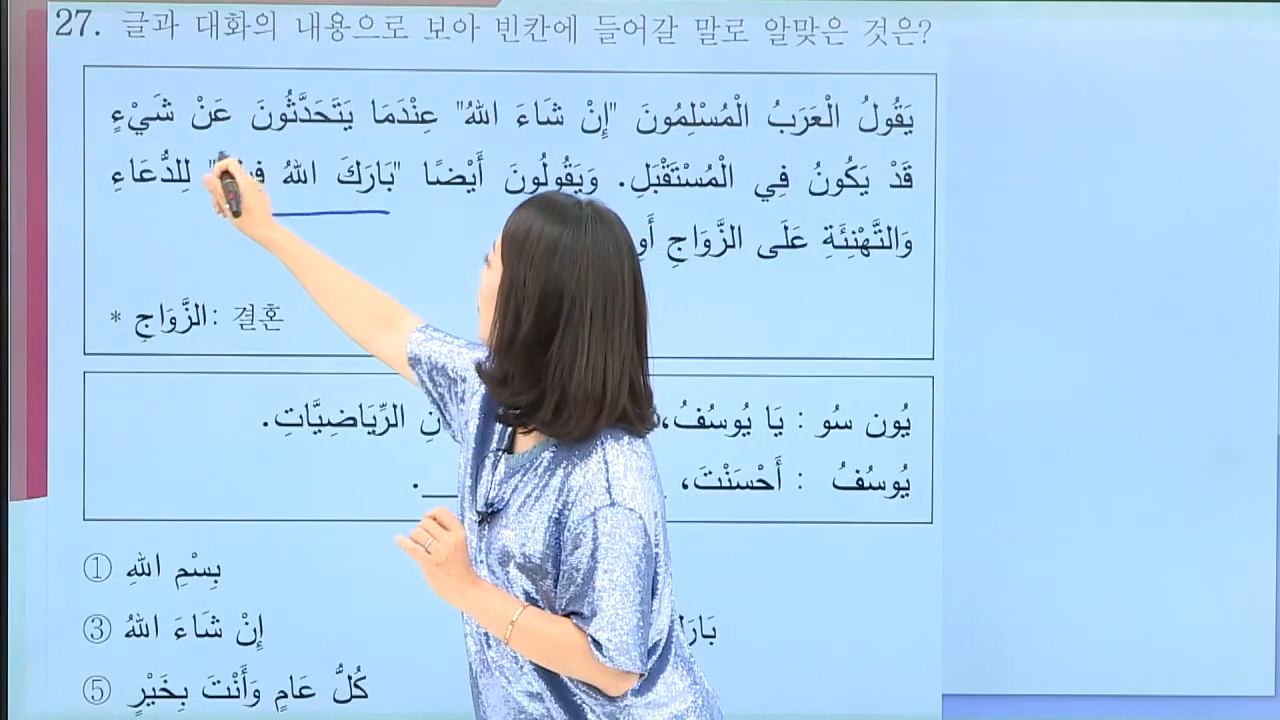 27. 글과 대화의 내용으로 보아 빈칸에 들어갈 말로 알맞은 것은?
يَقُولُ الْعَرَبُ الْمُسْلِمُونَ "إِنْ شَاءَ اللهُ" عِنْدَمَا يَتَحَدَّثُونَ عَنْ شَيْءٍ
قَدْ يَكُونُ فِي الْمُسْتَقْبَلِ. وَيَقُولُونَ أَيْضًا "بَارَكَ اللهُ " لِلدُّعَاءِ
وَالتَّهْنِئَةِ عَلَى الزَّوَاجِ
* الزَّوَاجِ: 결혼
يُون سُو : يَا يُوسُفُ، الرِّيَاضِيَّاتِ.
يُوسُفُ : أَحْسَنْتَ، ____.
① بِسْمِ اللهِ
③ إِنْ شَاءَ اللهُ
⑤ كُلُّ عَامٍ وَأَنْتَ بِخَيْرٍ